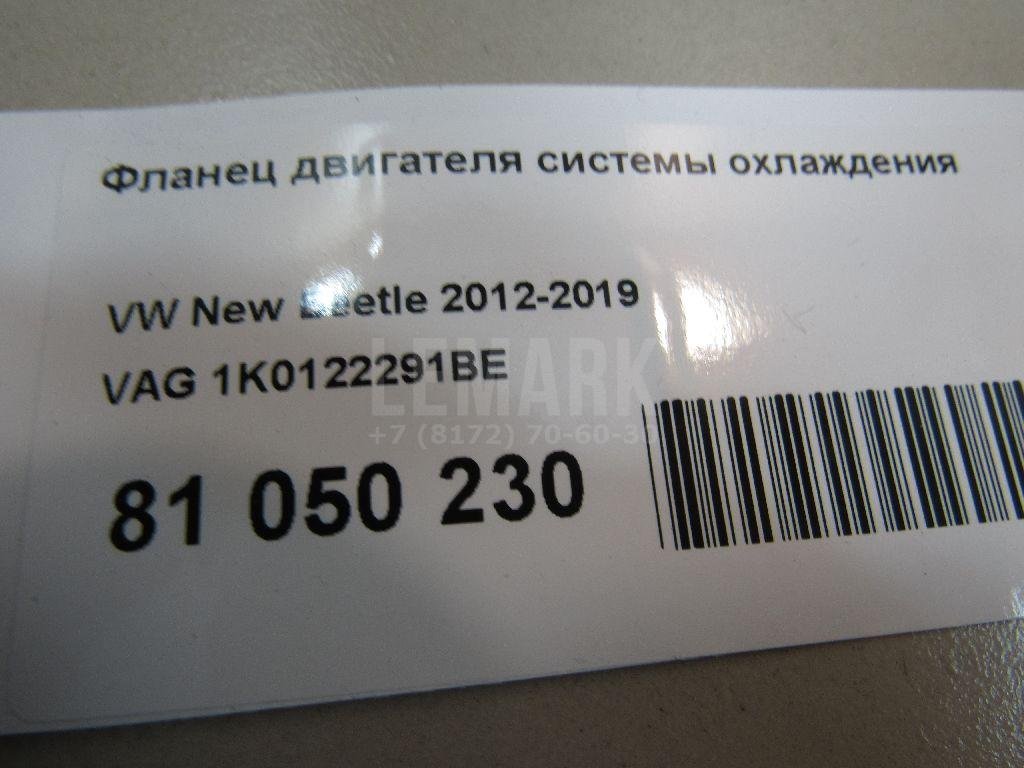 Фланец двигателя системы охлаждения
VW New Beetle 2012-2019
VAG 1K0122291BE
LEMARK
+7 (8172) 70-60-30
81 050 230